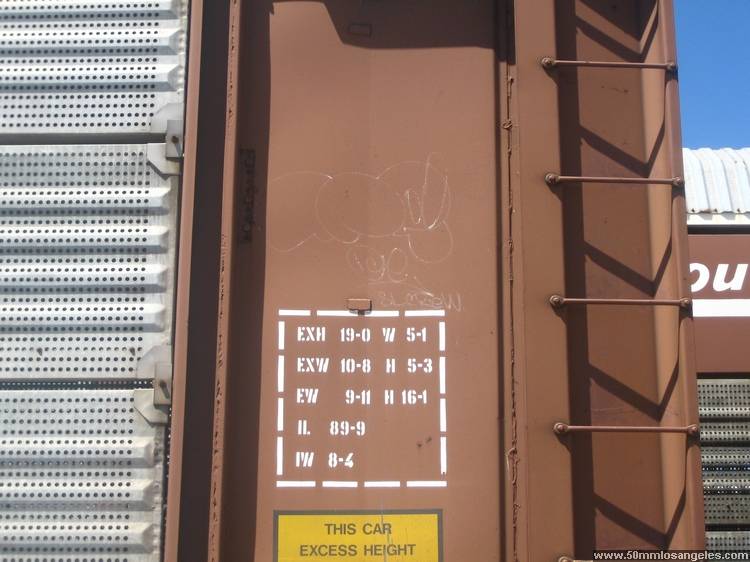 EXH 19-0 W 5-1
EXW 10-8 H 5-3
EW 9-11 H 16-1
IL 89-9
IW 8-4
THIS CAR
EXCESS HEIGHT
ou
www.50mmlosangeles.com